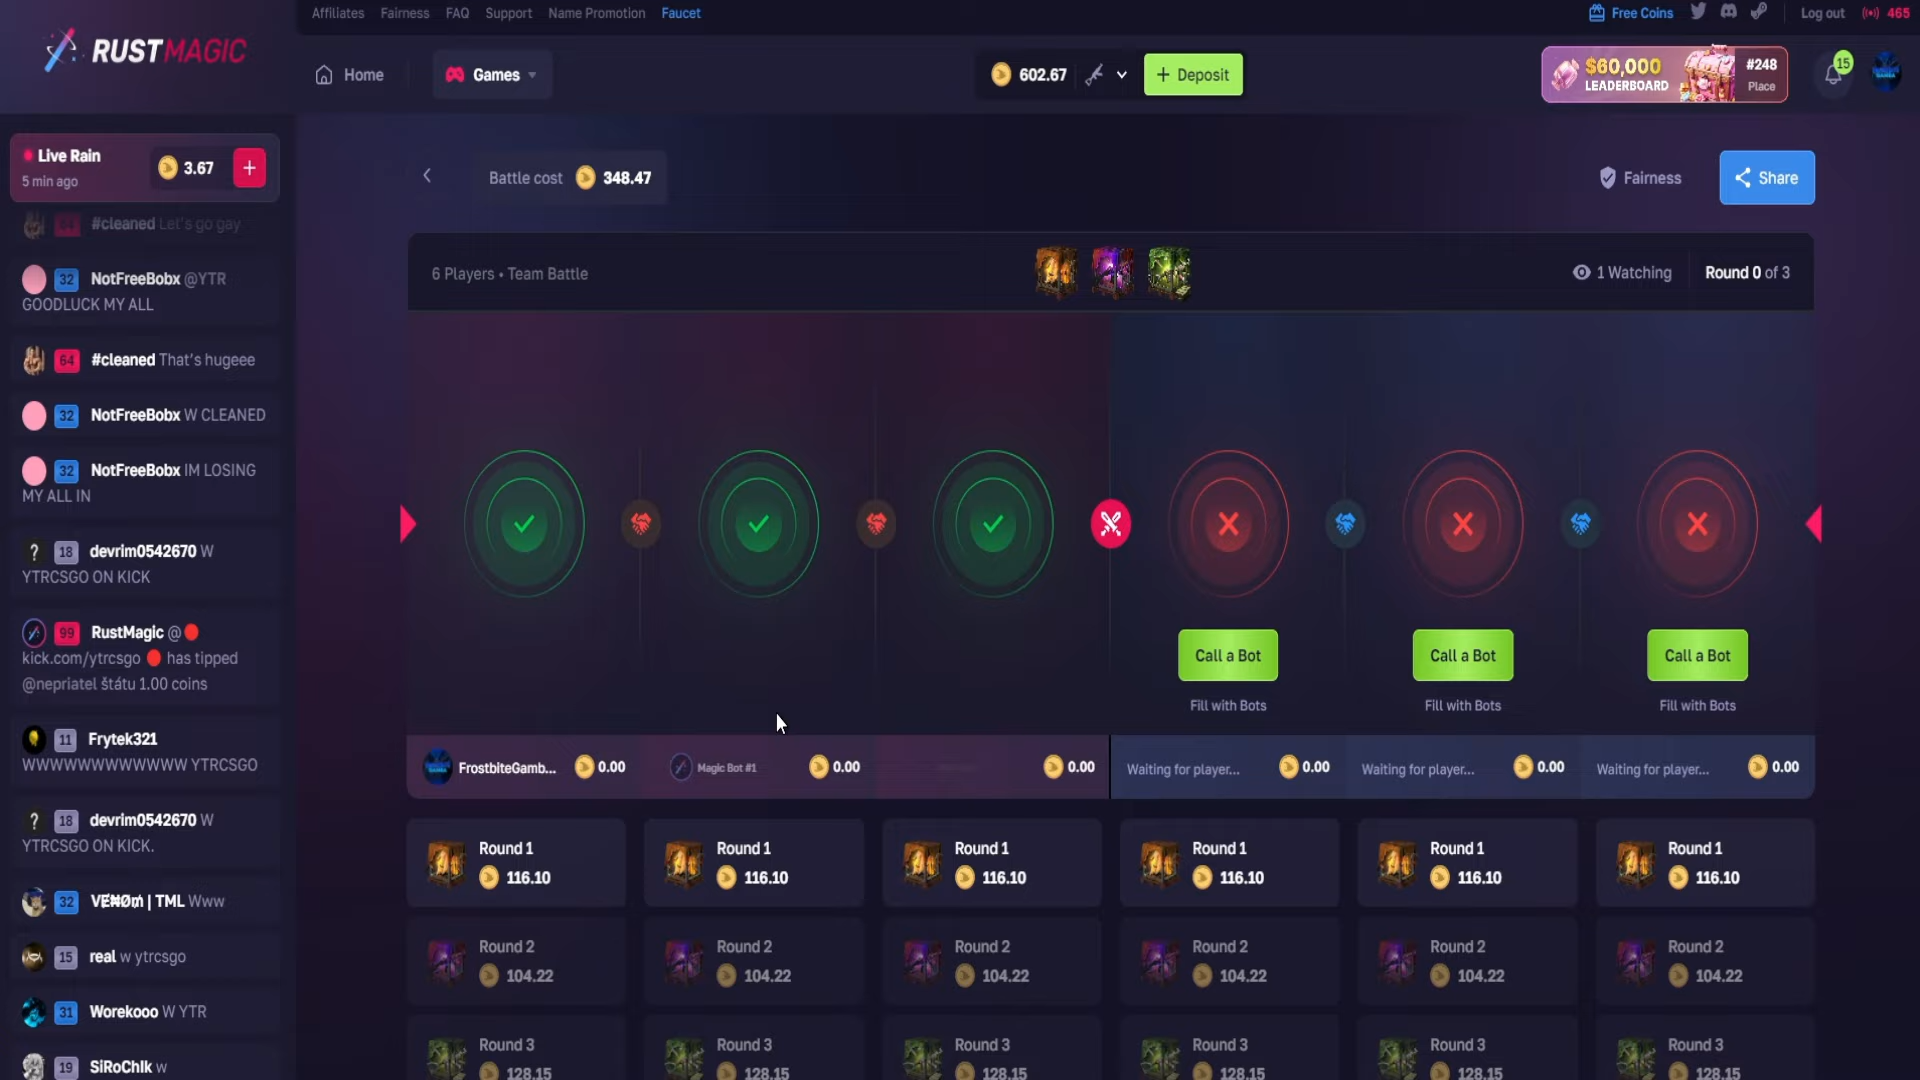 Affiliates Fairness FAQ Support Name Promotion Faucet
Free Coins Log out 465
RUSTMAGIC
Home Games 602.67 + Deposit
$60,000 LEADERBOARD #248 Place
15
Live Rain
5 min ago
3.67 +
#cleaned Let's go gay
32 NotFreeBobx @YTR
GOODLUCK MY ALL
64 #cleaned That's hugeee
32 NotFreeBobx W CLEANED
32 NotFreeBobx IM LOSING
MY ALL IN
? 18 devrim0542670 W
YTRCSGO ON KICK
99 RustMagic @
kick.com/ytrcsgo has tipped
@nepriatel štátu 1.00 coins
11 Frytek321
WWWWWWWWWWWWW YTRCSGO
? 18 devrim0542670 W
YTRCSGO ON KICK.
32 VɆ₦Øm | TML Www
15 real w ytrcsgo
31 Worekooo W YTR
19 SiRoChIk w
Battle cost 348.47
Fairness Share
6 Players • Team Battle
1 Watching Round 0 of 3
Call a Bot Call a Bot Call a Bot
Fill with Bots Fill with Bots Fill with Bots
FrostbiteGamb... 0.00 Magic Bot #1 0.00 0.00 Waiting for player... 0.00 Waiting for player... 0.00 Waiting for player... 0.00
Round 1 Round 1 Round 1 Round 1 Round 1 Round 1
116.10 116.10 116.10 116.10 116.10 116.10
Round 2 Round 2 Round 2 Round 2 Round 2 Round 2
104.22 104.22 104.22 104.22 104.22 104.22
Round 3 Round 3 Round 3 Round 3 Round 3 Round 3
128.15 128.15 128.15 128.15 128.15 128.15